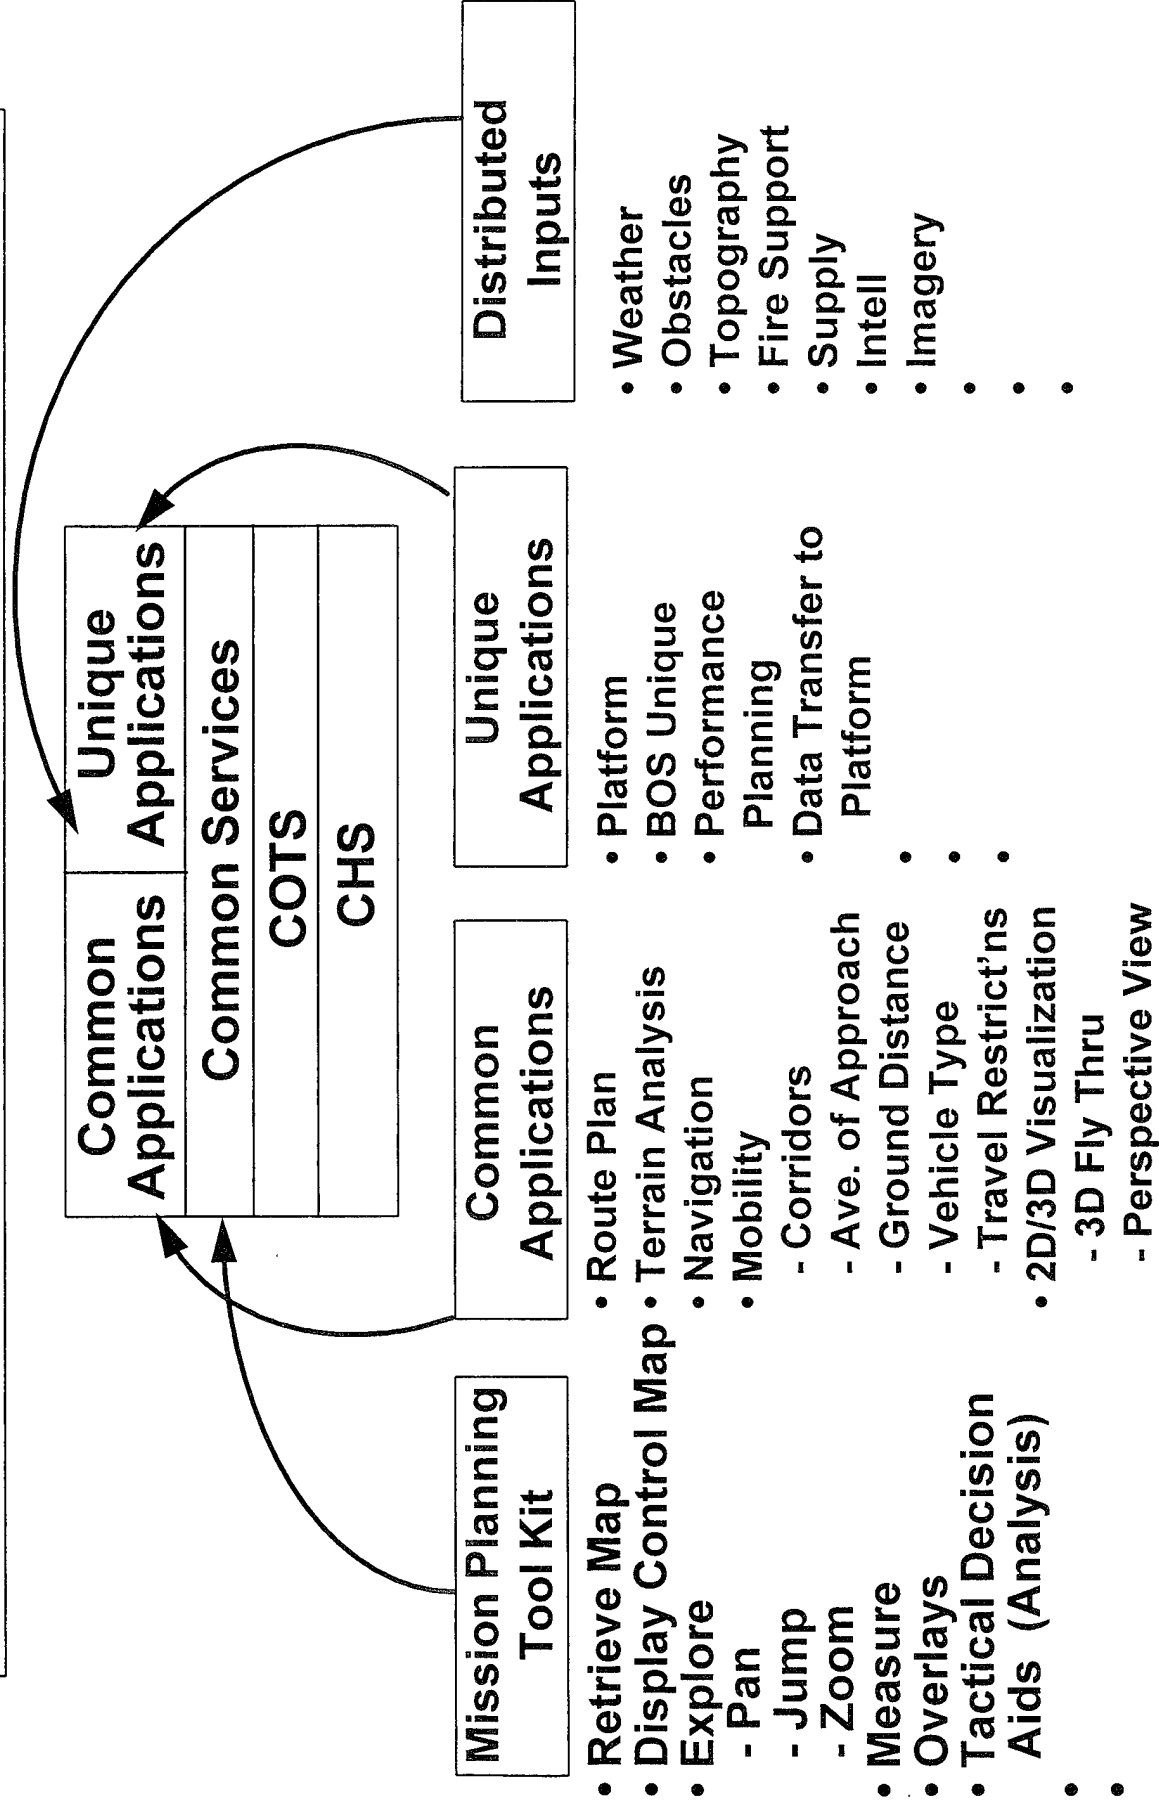 Common
Applications
Unique
Applications
Common Services
COTS
CHS
Mission Planning
Tool Kit
• Retrieve Map
• Display Control Map
• Explore
- Pan
- Jump
- Zoom
• Measure
• Overlays
• Tactical Decision
Aids (Analysis)
•
•
Common
Applications
• Route Plan
• Terrain Analysis
• Navigation
• Mobility
- Corridors
- Ave. of Approach
- Ground Distance
- Vehicle Type
- Travel Restrict'ns
• 2D/3D Visualization
- 3D Fly Thru
- Perspective View
Unique
Applications
• Platform
• BOS Unique
• Performance
Planning
• Data Transfer to
Platform
•
•
•
Distributed
Inputs
• Weather
• Obstacles
• Topography
• Fire Support
• Supply
• Intell
• Imagery
•
•
•